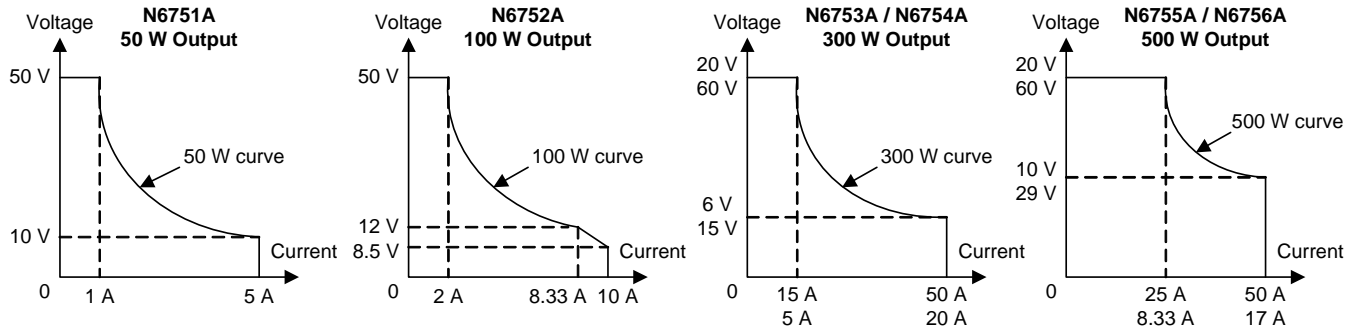 N6751A
50 W Output
Voltage
50 V
50 W curve
10 V
Current
0
1 A
5 A
N6752A
100 W Output
Voltage
50 V
100 W curve
12 V
8.5 V
Current
0
2 A
8.33 A
10 A
N6753A / N6754A
300 W Output
Voltage
20 V
60 V
300 W curve
6 V
15 V
Current
0
15 A
50 A
5 A
20 A
N6755A / N6756A
500 W Output
Voltage
20 V
60 V
500 W curve
10 V
29 V
Current
0
25 A
50 A
8.33 A
17 A